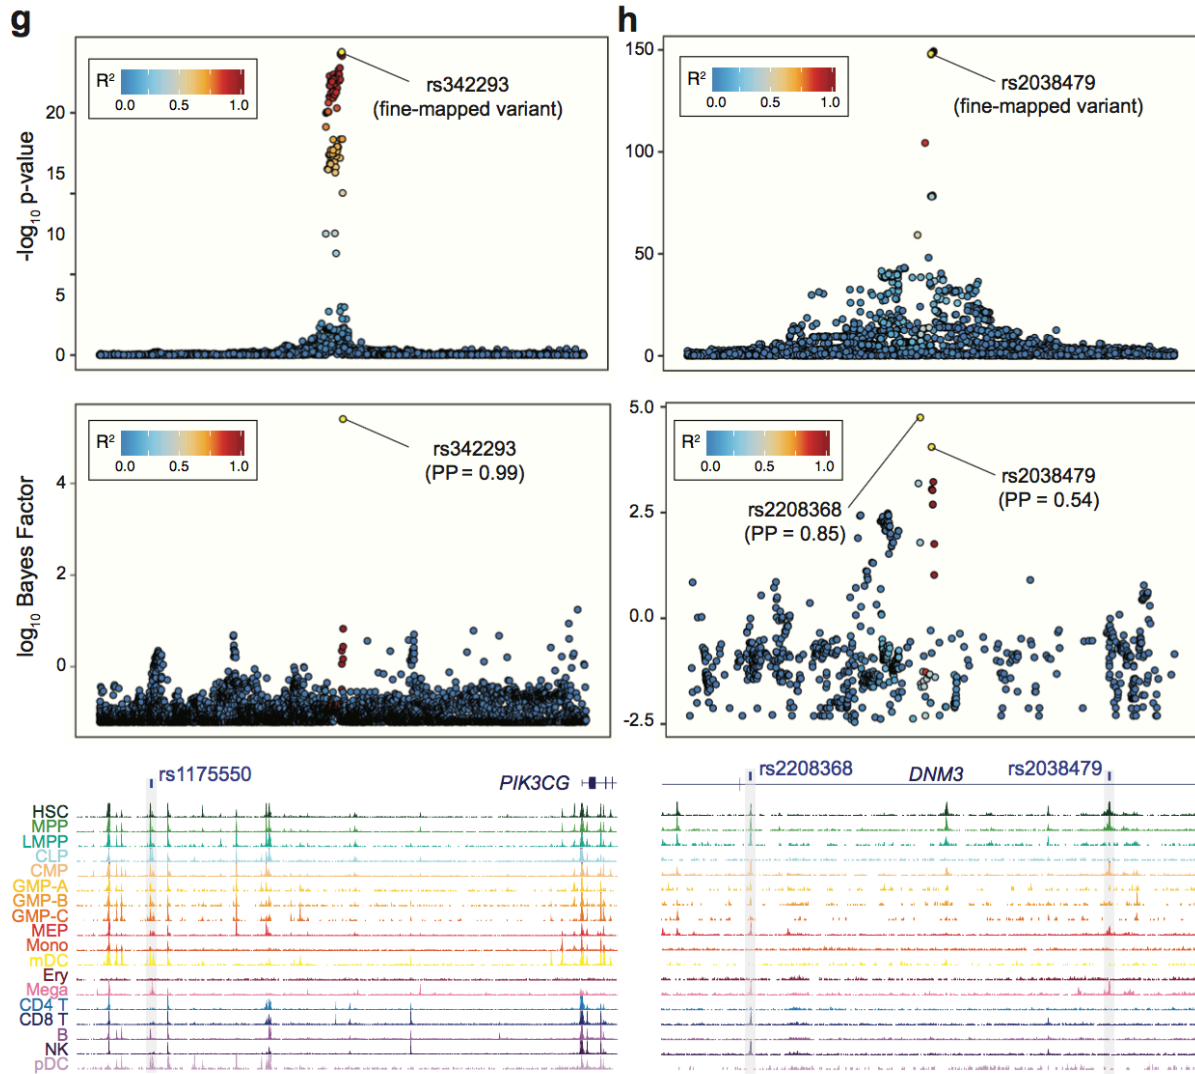 g
h
R²
0.0 0.5 1.0
rs342293
(fine-mapped variant)
20
15
10
5
0
-log₁₀ p-value
R²
0.0 0.5 1.0
rs2038479
(fine-mapped variant)
150
100
50
0
R²
0.0 0.5 1.0
rs342293
(PP = 0.99)
4
2
0
log₁₀ Bayes Factor
5.0
R²
0.0 0.5 1.0
rs2038479
(PP = 0.54)
rs2208368
(PP = 0.85)
2.5
0.0
-2.5
rs1175550
PIK3CG
rs2208368
DNM3
rs2038479
HSC
MPP
LMPP
CLP
CMP
GMP-A
GMP-B
GMP-C
MEP
Mono
mDC
Ery
Mega
CD4 T
CD8 T
B
NK
pDC